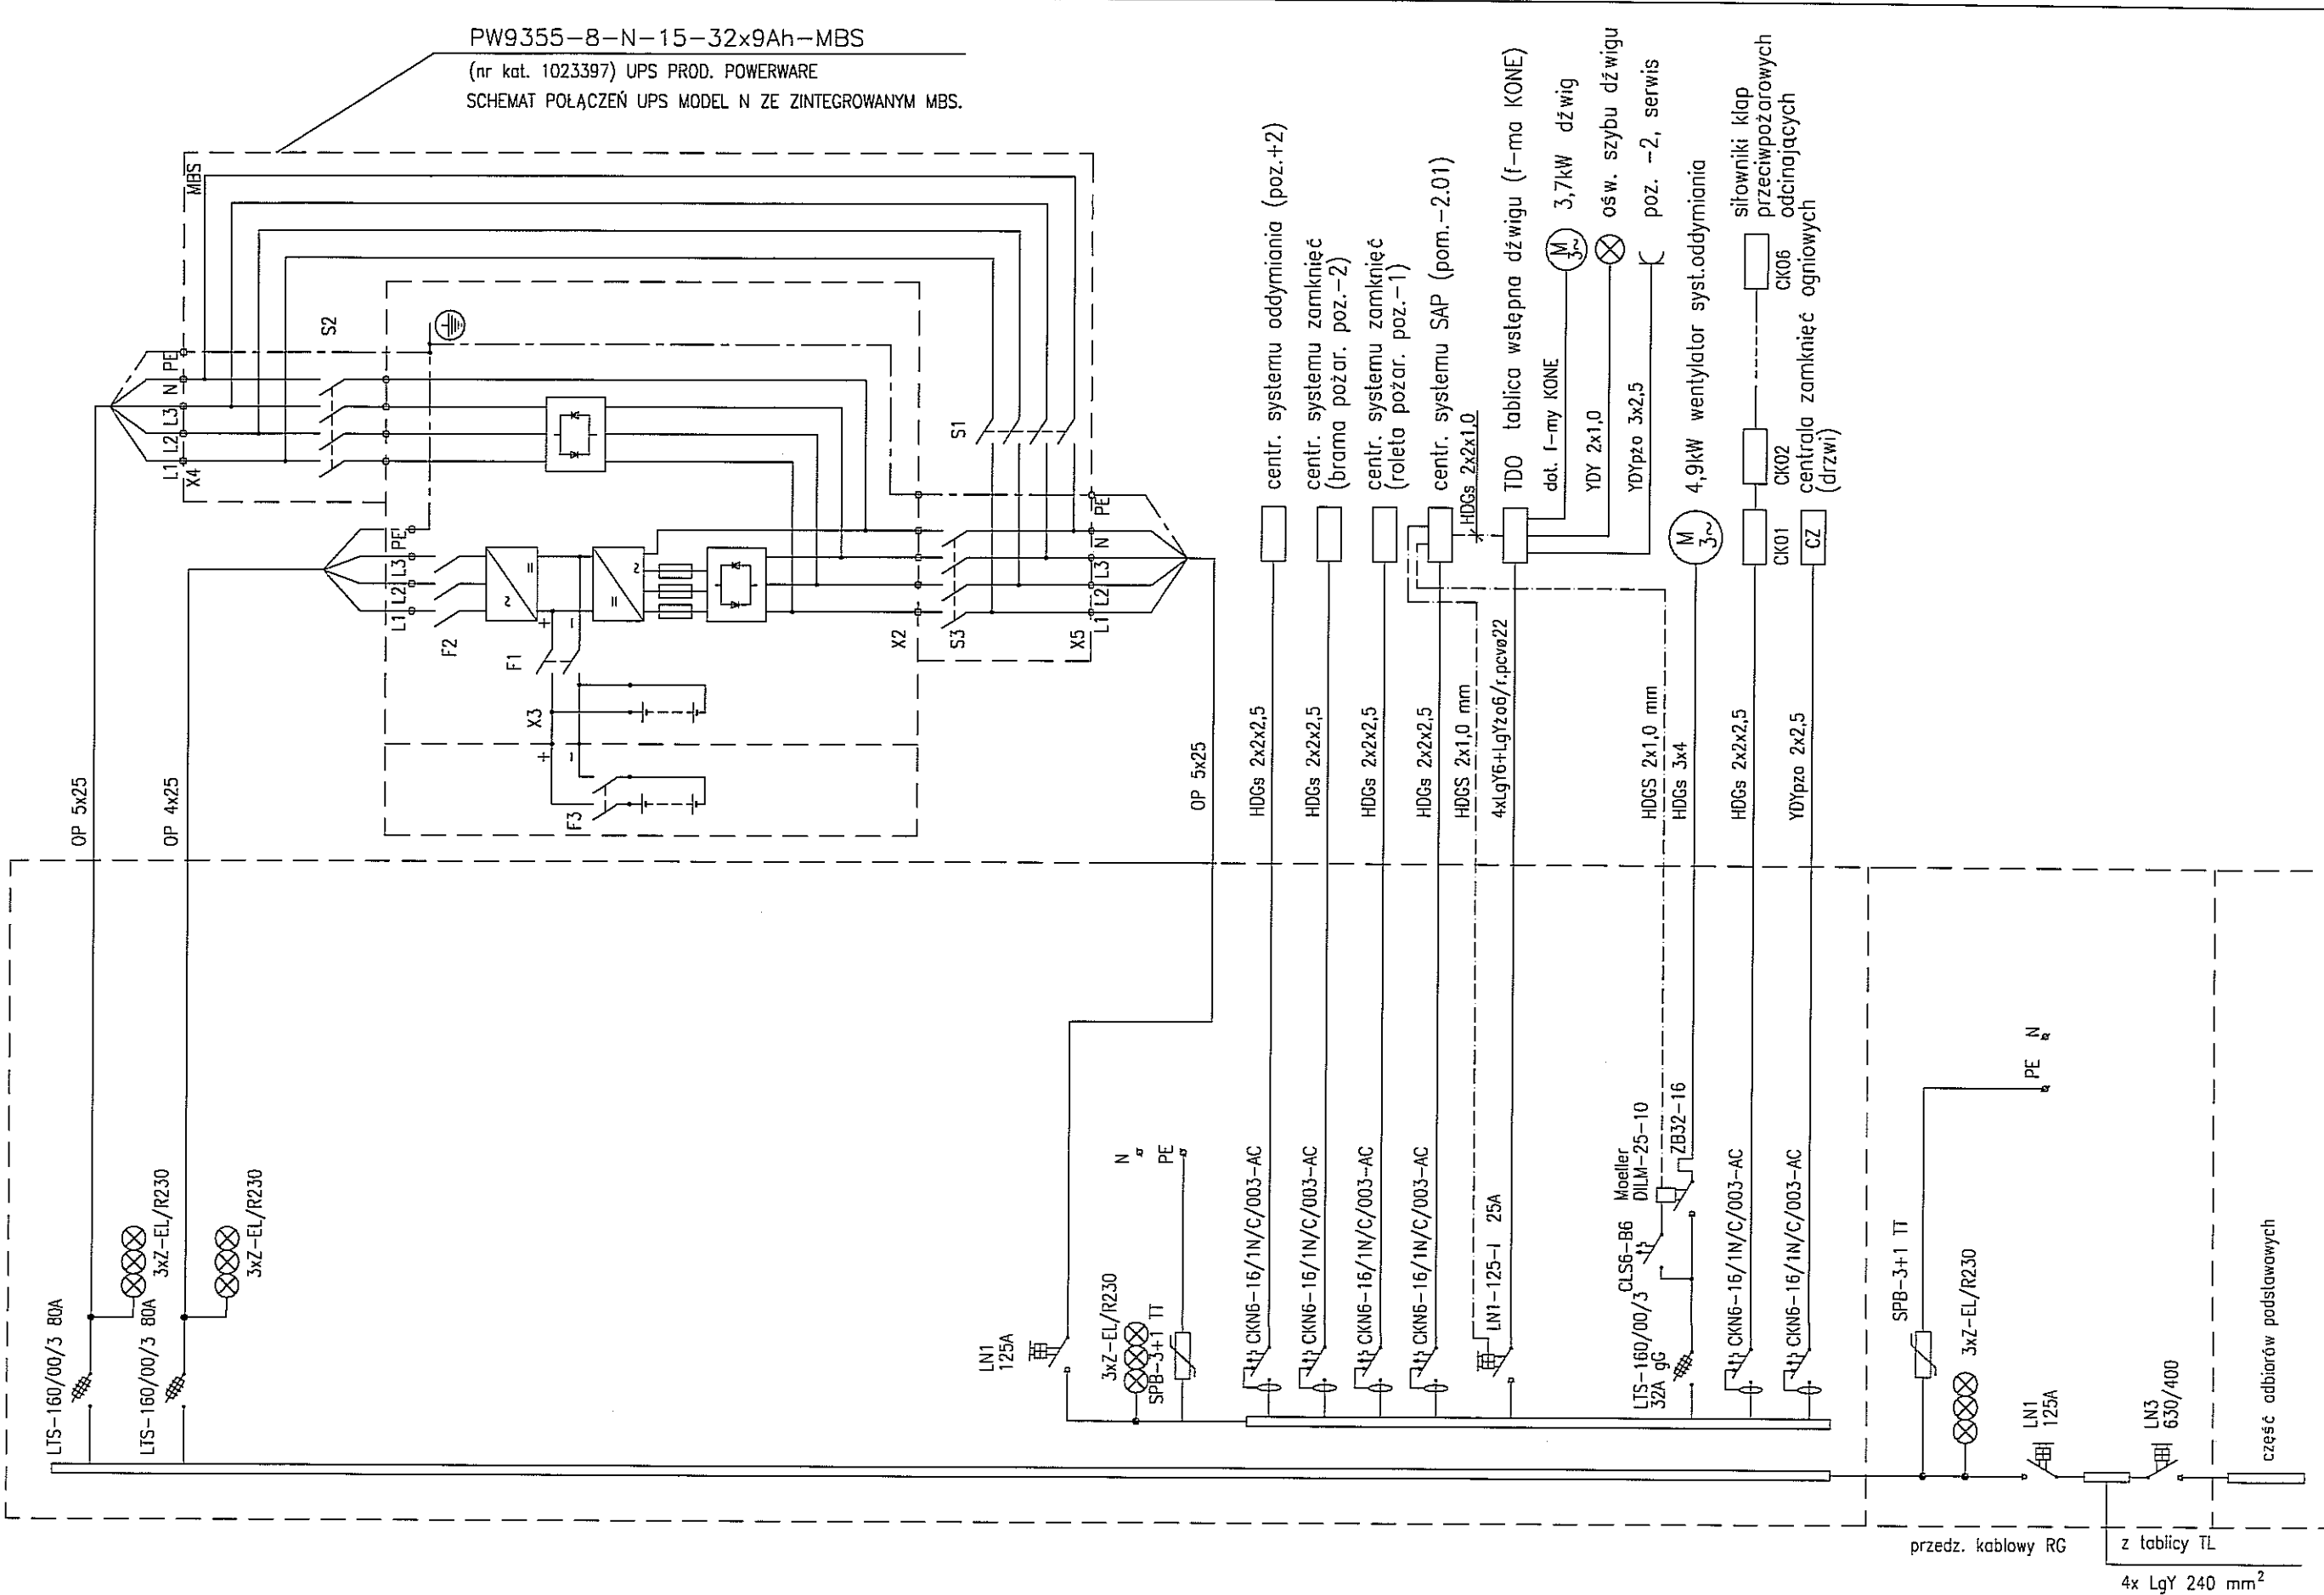 PW9355-8-N-15-32x9Ah-MBS
(nr kat. 1023397) UPS PROD. POWERWARE
SCHEMAT POŁĄCZEŃ UPS MODEL N ZE ZINTEGROWANYM MBS.
MBS
S2
PE
N
L3
L2
L1
X4
S1
PE
L3
L2
L1
F2
F1
X3
+
-
+
-
F3
X2
S3
X5
PE
N
L3
L2
L1
OP 5x25
OP 4x25
OP 5x25
centr. systemu oddymiania (poz.+2)
centr. systemu zamknięć
(brama pożar. poz.-2)
centr. systemu zamknięć
(roleta pożar. poz.-1)
centr. systemu SAP (pom.-2.01)
HDGs 2x2x1,0
TDO tablica wstępna dźwigu (f-ma KONE)
dot. f-my KONE
M
3~
3,7kW dźwig
YDY 2x1,0
ośw. szybu dźwigu
YDYpżo 3x2,5
poz. -2, serwis
M
3~
4,9kW wentylator syst.oddymiania
CK01
CK02
CK06
siłowniki klap
przeciwpożarowych
odcinających
CZ
centrala zamknięć ogniowych
(drzwi)
HDGs 2x2x2,5
HDGs 2x2x2,5
HDGs 2x2x2,5
HDGs 2x2x2,5
HDGS 2x1,0 mm
4xLgY6+LgYżo6/r.pcvø22
HDGS 2x1,0 mm
HDGs 3x4
HDGs 2x2x2,5
YDYpżo 2x2,5
LTS-160/00/3 80A
3xZ-EL/R230
LTS-160/00/3 80A
3xZ-EL/R230
LN1
125A
3xZ-EL/R230
SPB-3+1 TT
N
PE
CKN6-16/1N/C/003-AC
CKN6-16/1N/C/003-AC
CKN6-16/1N/C/003-AC
CKN6-16/1N/C/003-AC
LN1-125-I 25A
LTS-160/00/3
32A gG
CLS6-B6
Moeller
DILM-25-10
ZB32-16
CKN6-16/1N/C/003-AC
CKN6-16/1N/C/003-AC
SPB-3+1 TT
3xZ-EL/R230
PE
N
LN1
125A
LN3
630/400
część odbiorów podstawowych
przedz. kablowy RG
z tablicy TL
4x LgY 240 mm²